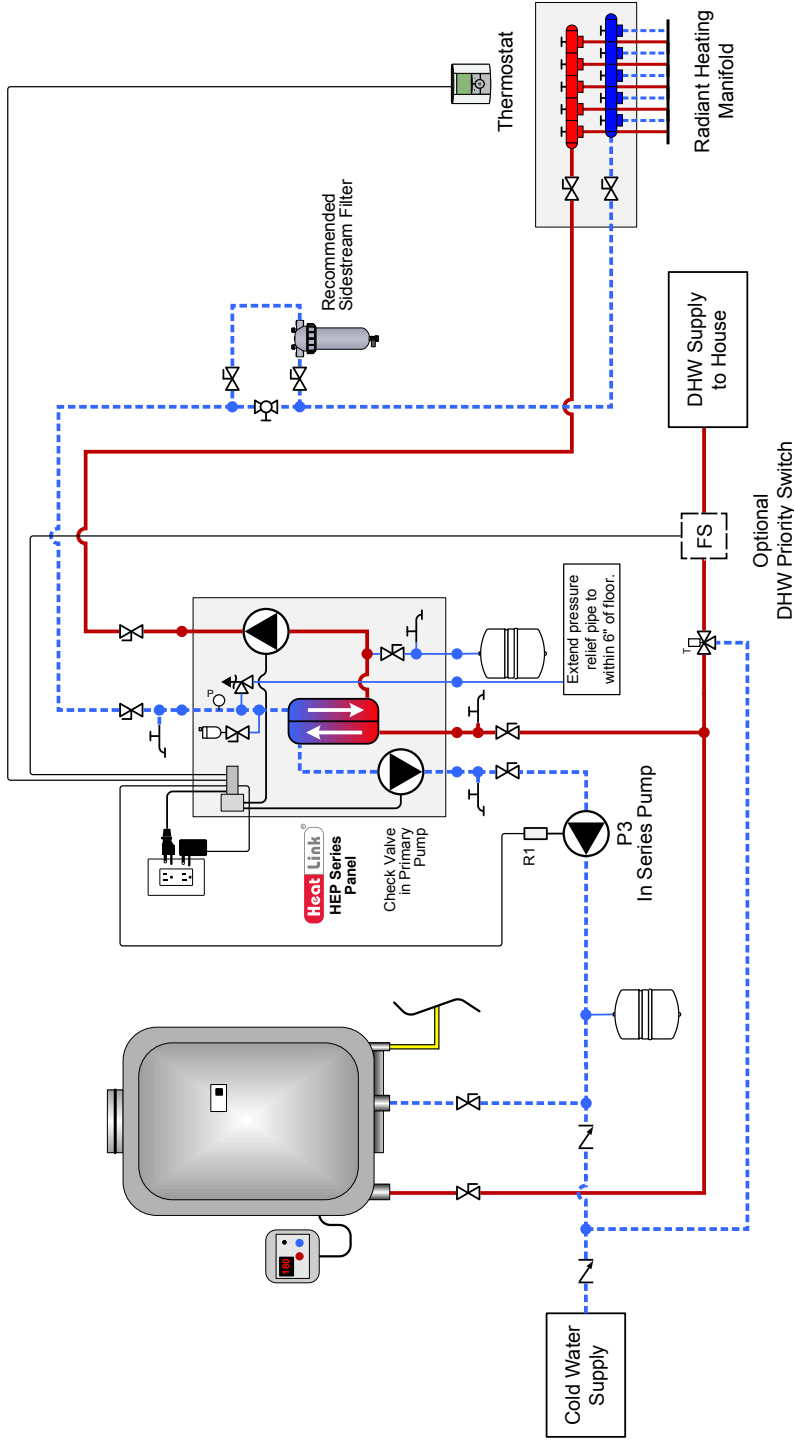 Thermostat
Radiant Heating
Manifold
Recommended
Sidestream Filter
DHW Supply
to House
FS
Optional
DHW Priority Switch
T
P
Extend pressure
relief pipe to
within 6" of floor.
Heat Link®
HEP Series
Panel
Check Valve
in Primary
Pump
R1
P3
In Series Pump
180
Cold Water
Supply